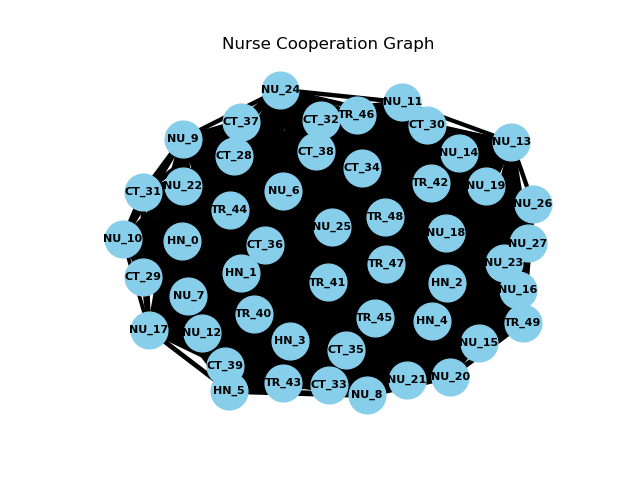 Nurse Cooperation Graph
NU_24
NU_11
CT_37
CT_32
TR_46
CT_30
NU_9
NU_13
CT_28
CT_38
NU_14
CT_34
CT_31
NU_22
NU_6
TR_42
NU_19
TR_44
TR_48
NU_26
NU_10
HN_0
CT_36
NU_25
NU_18
NU_27
CT_29
HN_1
TR_47
NU_23
NU_7
TR_41
HN_2
NU_16
NU_17
NU_12
TR_40
TR_45
HN_4
TR_49
HN_3
CT_35
NU_15
CT_39
HN_5
TR_43
CT_33
NU_8
NU_21
NU_20